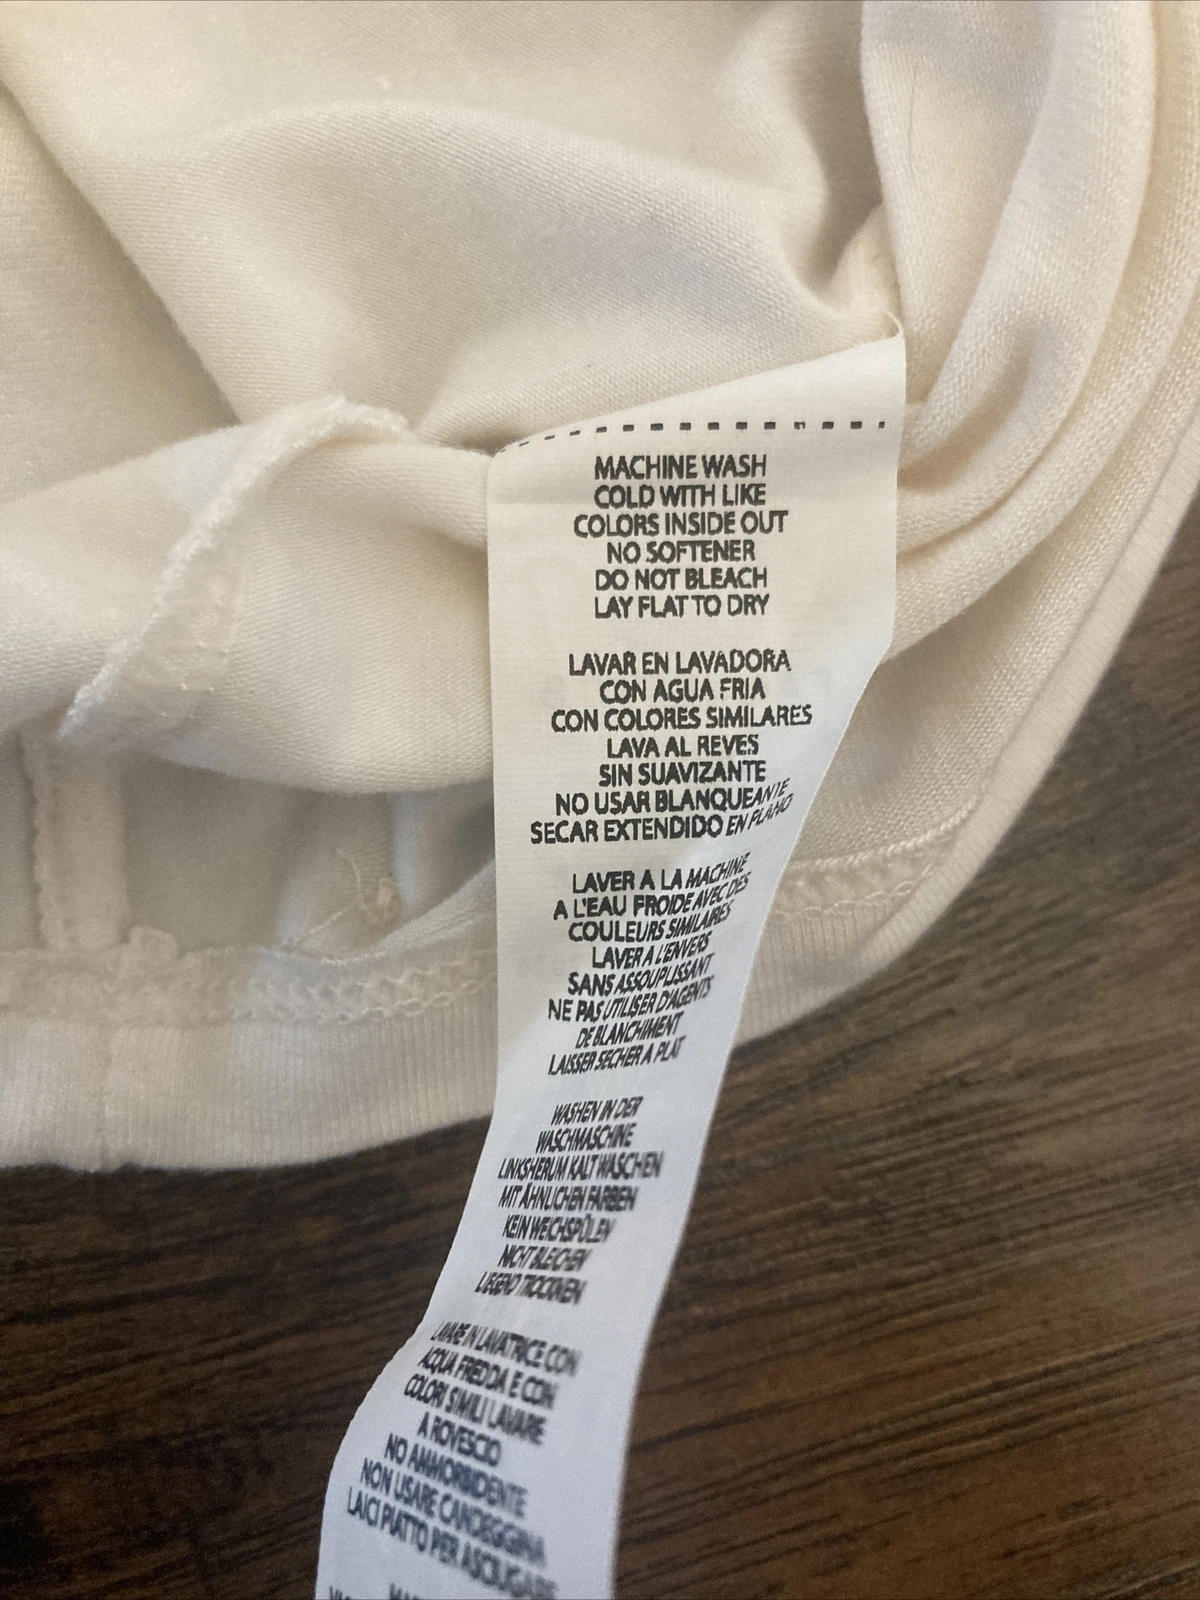 MACHINE WASH
COLD WITH LIKE
COLORS INSIDE OUT
NO SOFTENER
DO NOT BLEACH
LAY FLAT TO DRY
LAVAR EN LAVADORA
CON AGUA FRIA
CON COLORES SIMILARES
LAVA AL REVES
SIN SUAVIZANTE
NO USAR BLANQUEANTE
SECAR EXTENDIDO EN PLANO
LAVER A LA MACHINE
A L'EAU FROIDE AVEC DES
COULEURS SIMILAIRES
LAVER A L'ENVERS
SANS ASSOUPLISSANT
NE PAS UTILISER D'AGENTS
DE BLANCHIMENT
LAISSER SECHER A PLAT
WASHEN IN DER
WASCHMASCHINE
LINKSHERUM KALT WASCHEN
MIT ÄHNLICHEN FARBEN
KEIN WEICHSPÜLEN
NICHT BLEICHEN
LIEGEND TROCKNEN
LAVARE IN LAVATRICE CON
ACQUA FREDDA E CON
COLORI SIMILI LAVARE
A ROVESCIO
NO AMMORBIDENTE
NON USARE CANDEGGINA
LAICI PIATTO PER ASCIUGARE